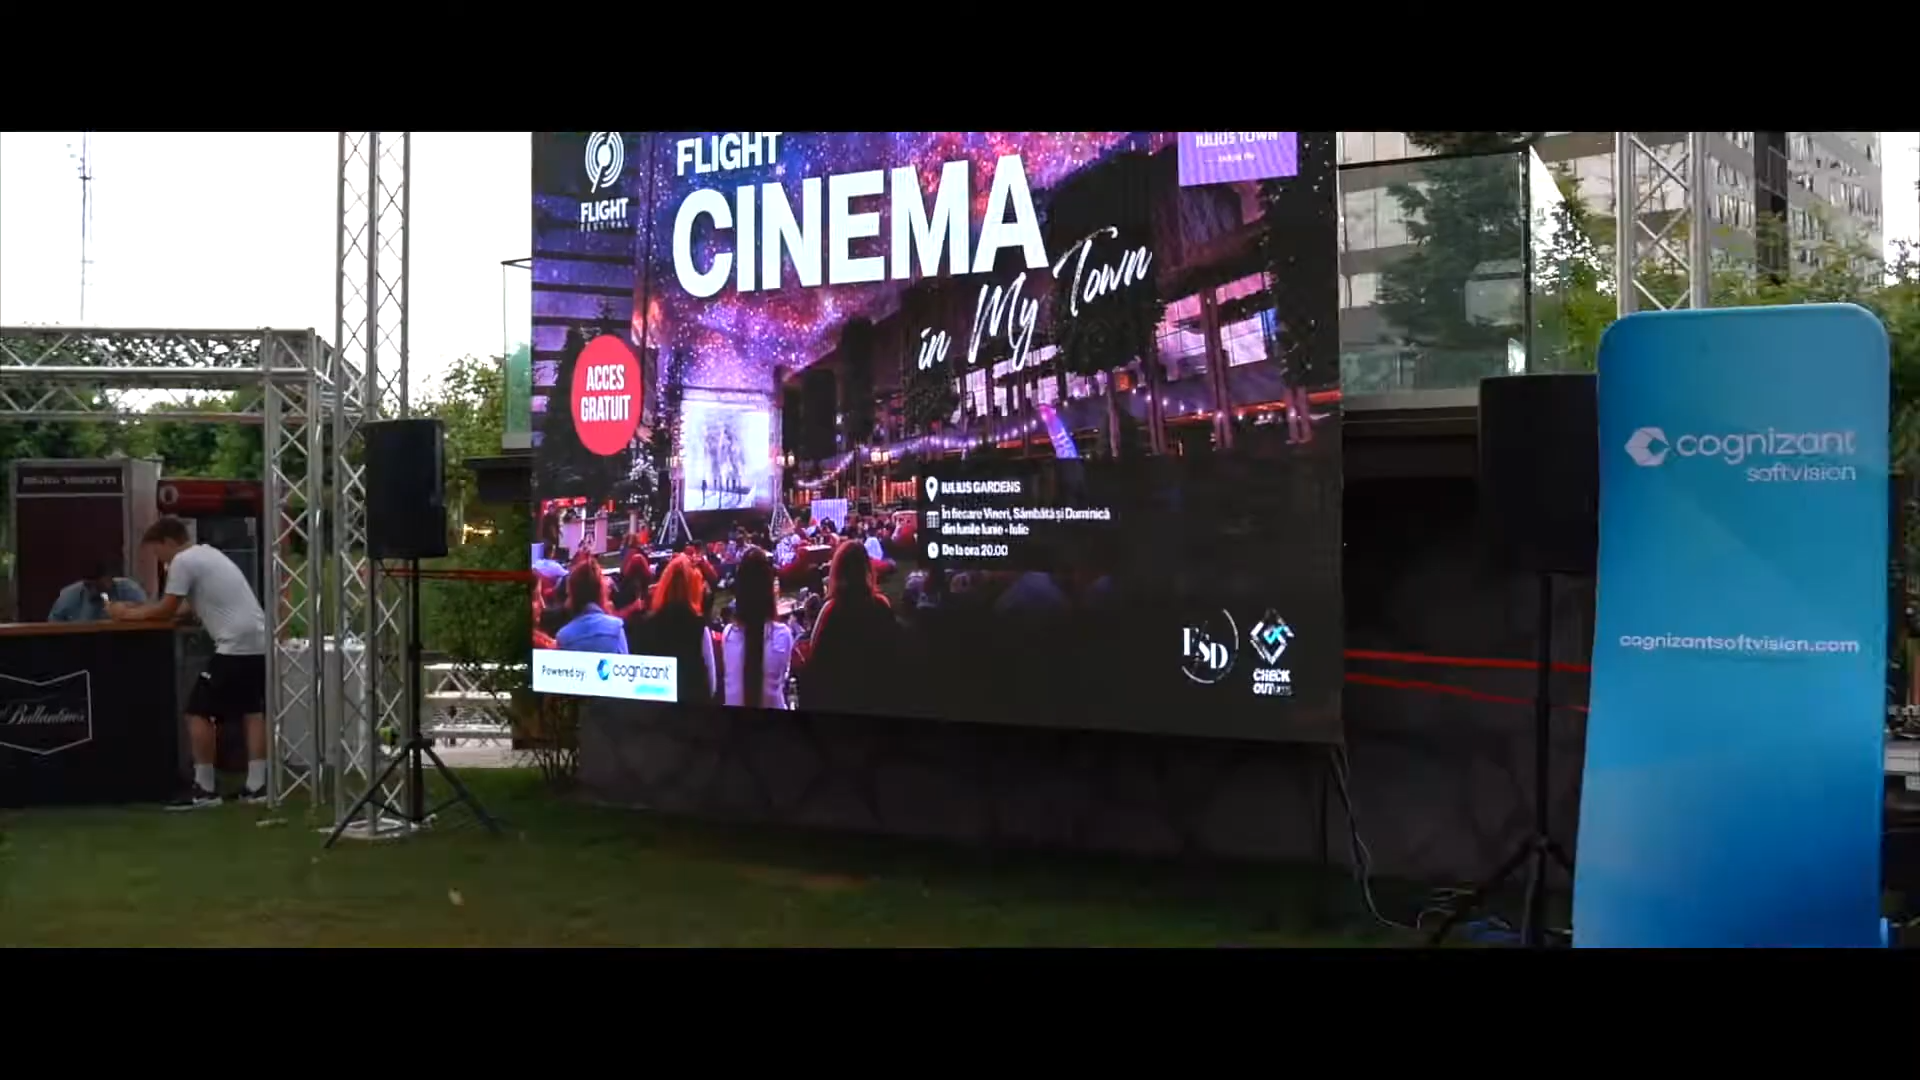 FLIGHT
FESTIVAL
FLIGHT
CINEMA
in My Town
IULIUS TOWN
ACCES
GRATUIT
IULIUS GARDENS
În fiecare Vineri, Sâmbătă și Duminică
din lunile Iunie - Iulie
De la ora 20.00
Powered by
cognizant
FSD
CHECK
OUT
cognizant
softvision
cognizantsoftvision.com
Ballantine's